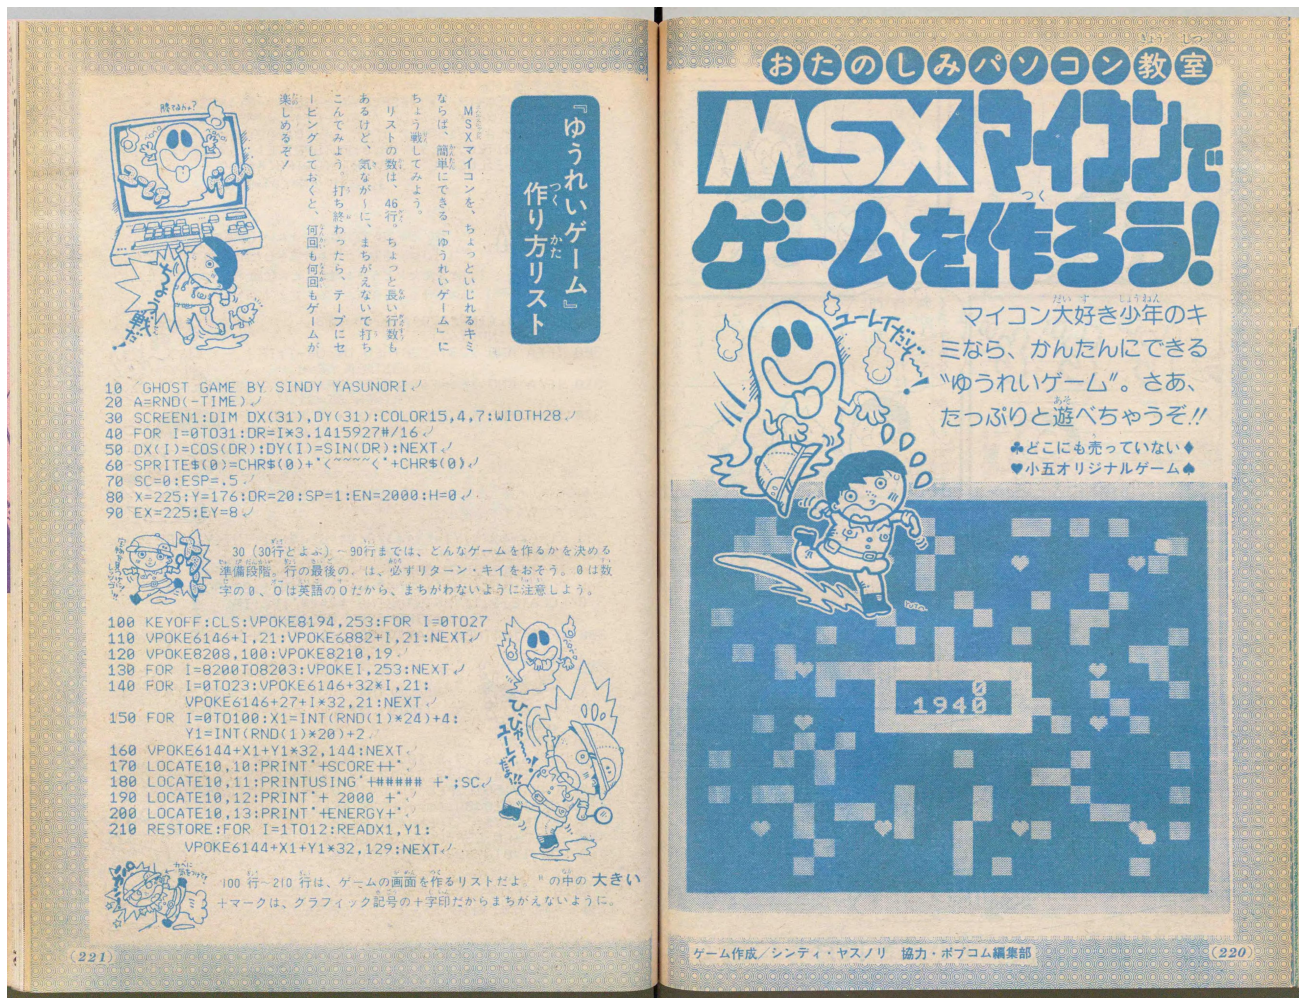 おたのしみパソコン教室
MSXマイコンで
ゲームを作ろう!
ユーレイだぞ〜〜!
マイコン大好き少年のキ
ミなら、かんたんにできる
“ゆうれいゲーム”。さあ、
たっぷりと遊べちゃうぞ!!
♣どこにも売っていない♦
♥小五オリジナルゲーム♠
0
1940
ゲーム作成/シンディ・ヤスノリ 協力・ポプコム編集部
(220)
『ゆうれいゲーム』
作り方リスト
MSXマイコンを、ちょっといじれるキミ
ならば、簡単にできる「ゆうれいゲーム」に
ちょう戦してみよう。
リストの数は、46行。ちょっと長い行数も
あるけど、気なが〜に、まちがえないで打ち
こんでみよう。打ち終わったら、テープにセ
ービングしておくと、何回も何回もゲームが
楽しめるぞ!
勝てるかナ?
10 'GHOST GAME BY SINDY YASUNORI↙
20 A=RND(-TIME)↙
30 SCREEN1:DIM DX(31),DY(31):COLOR15,4,7:WIDTH28↙
40 FOR I=0TO31:DR=I*3.1415927#/16↙
50 DX(I)=COS(DR):DY(I)=SIN(DR):NEXT↙
60 SPRITE$(0)=CHR$(0)+"<~~~~<"+CHR$(0)↙
70 SC=0:ESP=.5↙
80 X=225:Y=176:DR=20:SP=1:EN=2000:H=0↙
90 EX=225:EY=8↙
30(30行とよぶ)〜90行までは、どんなゲームを作るかを決める
準備段階。行の最後の↙は、必ずリターン・キイをおそう。0は数
字の0、Oは英語のOだから、まちがわないように注意しよう。
100 KEYOFF:CLS:VPOKE8194,253:FOR I=0TO27
110 VPOKE6146+I,21:VPOKE6882+I,21:NEXT↙
120 VPOKE8208,100:VPOKE8210,19↙
130 FOR I=8200TO8203:VPOKEI,253:NEXT↙
140 FOR I=0TO23:VPOKE6146+32*I,21:
VPOKE6146+27+I*32,21:NEXT↙
150 FOR I=0TO100:X1=INT(RND(1)*24)+4:
Y1=INT(RND(1)*20)+2↙
160 VPOKE6144+X1+Y1*32,144:NEXT↙
170 LOCATE10,10:PRINT"+SCORE++"↙
180 LOCATE10,11:PRINTUSING"+##### +";SC↙
190 LOCATE10,12:PRINT"+ 2000 +"↙
200 LOCATE10,13:PRINT"+ENERGY+"↙
210 RESTORE:FOR I=1TO12:READX1,Y1:
VPOKE6144+X1+Y1*32,129:NEXT↙
100行〜210行は、ゲームの画面を作るリストだよ。" "の中の大きい
+マークは、グラフィック記号の+字印だからまちがえないように。
(221)